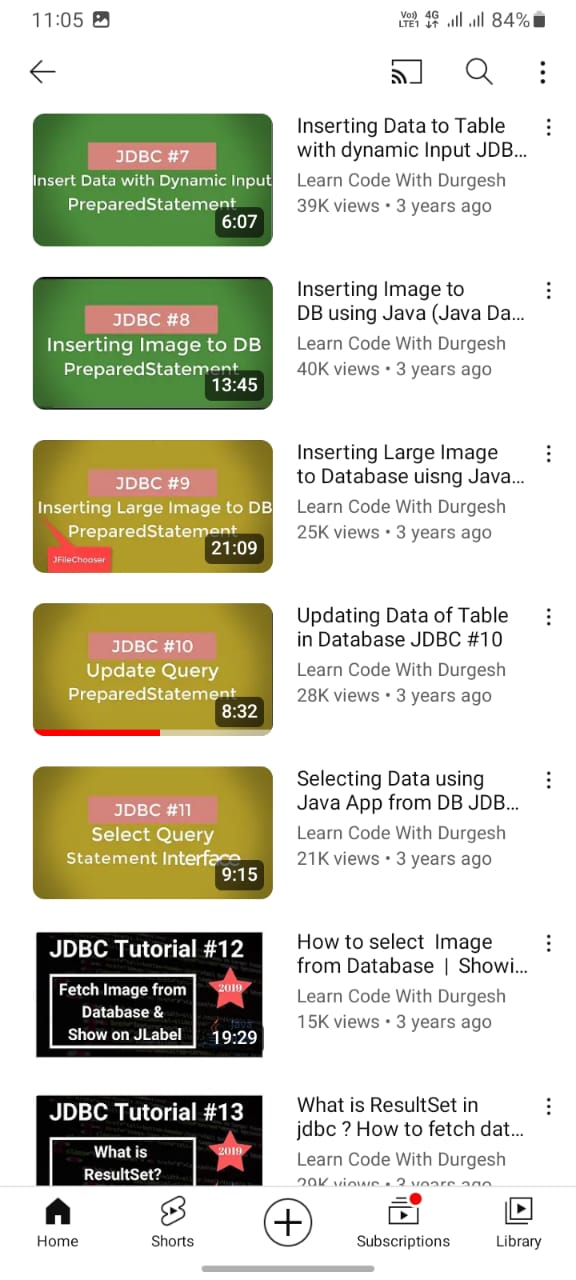 11:05
Vo) LTE1 4G 84%
JDBC #7
Insert Data with Dynamic Input
PreparedStatement
6:07
Inserting Data to Table
with dynamic Input JDB...
Learn Code With Durgesh
39K views • 3 years ago
JDBC #8
Inserting Image to DB
PreparedStatement
13:45
Inserting Image to
DB using Java (Java Da...
Learn Code With Durgesh
40K views • 3 years ago
JDBC #9
Inserting Large Image to DB
PreparedStatement
JFileChooser
21:09
Inserting Large Image
to Database uisng Java...
Learn Code With Durgesh
25K views • 3 years ago
JDBC #10
Update Query
PreparedStatement
8:32
Updating Data of Table
in Database JDBC #10
Learn Code With Durgesh
28K views • 3 years ago
JDBC #11
Select Query
Statement Interface
9:15
Selecting Data using
Java App from DB JDB...
Learn Code With Durgesh
21K views • 3 years ago
JDBC Tutorial #12
Fetch Image from
Database &
Show on JLabel
2019
19:29
How to select Image
from Database | Showi...
Learn Code With Durgesh
15K views • 3 years ago
JDBC Tutorial #13
What is
ResultSet?
2019
What is ResultSet in
jdbc ? How to fetch dat...
Learn Code With Durgesh
29K views • 3 years ago
Home
Shorts
Subscriptions
Library